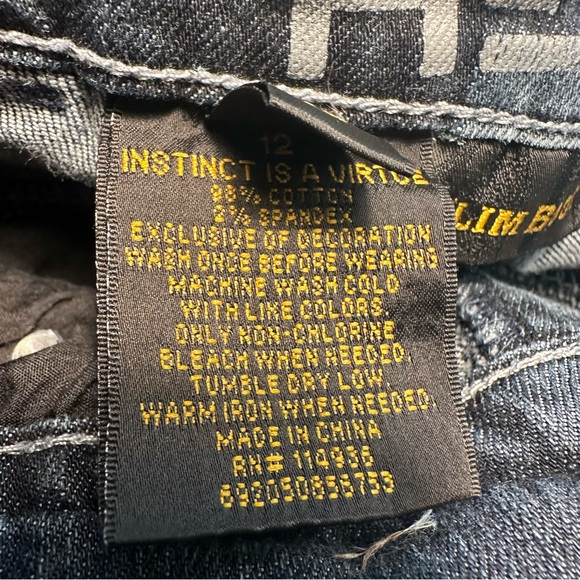 12
INSTINCT IS A VIRTUE
98% COTTON
2% SPANDEX
EXCLUSIVE OF DECORATION
WASH ONCE BEFORE WEARING
MACHINE WASH COLD
WITH LIKE COLORS.
ONLY NON-CHLORINE
BLEACH WHEN NEEDED.
TUMBLE DRY LOW.
WARM IRON WHEN NEEDED.
MADE IN CHINA
RN# 114935